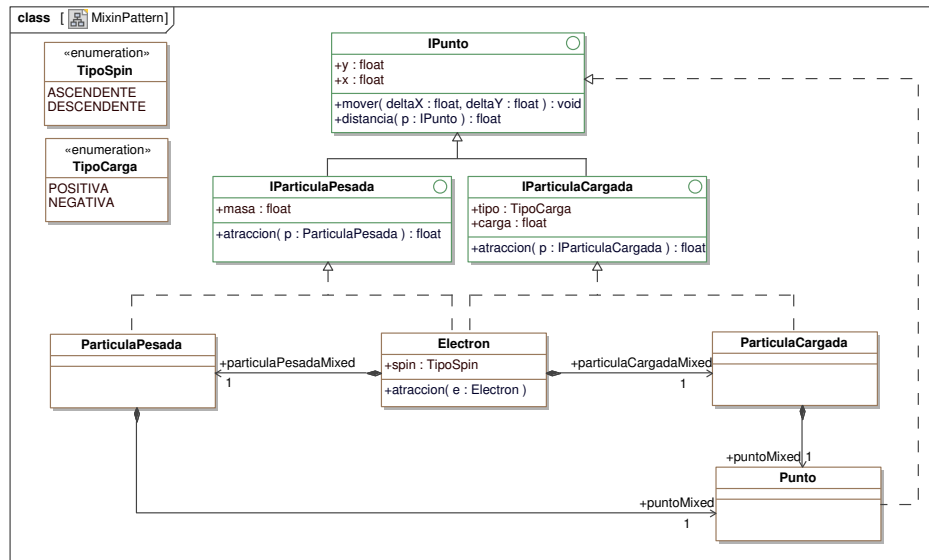 class [ MixinPattern]
«enumeration»
TipoSpin
ASCENDENTE
DESCENDENTE
«enumeration»
TipoCarga
POSITIVA
NEGATIVA
IPunto
+y : float
+x : float
+mover( deltaX : float, deltaY : float ) : void
+distancia( p : IPunto ) : float
IParticulaPesada
+masa : float
+atraccion( p : ParticulaPesada ) : float
IParticulaCargada
+tipo : TipoCarga
+carga : float
+atraccion( p : IParticulaCargada ) : float
ParticulaPesada
+particulaPesadaMixed
1
Electron
+spin : TipoSpin
+atraccion( e : Electron )
+particulaCargadaMixed
1
ParticulaCargada
+puntoMixed 1
Punto
+puntoMixed
1